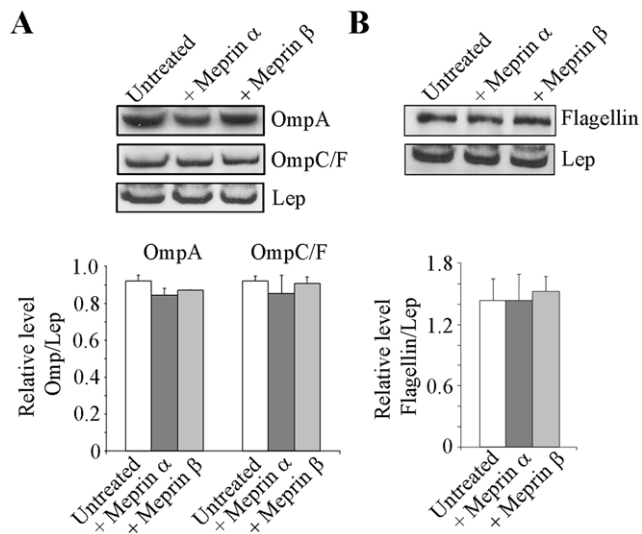 A
Untreated
+ Meprin α
+ Meprin β
OmpA
OmpC/F
Lep
OmpA OmpC/F
Relative level
Omp/Lep
1.0
0.8
0.6
0.4
0.2
0
Untreated
+ Meprin α
+ Meprin β
Untreated
+ Meprin α
+ Meprin β
B
Untreated
+ Meprin α
+ Meprin β
Flagellin
Lep
Relative level
Flagellin/Lep
1.8
1.2
0.6
0
Untreated
+ Meprin α
+ Meprin β